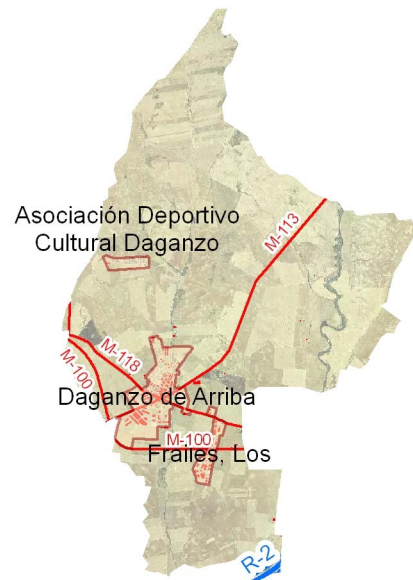 Asociación Deportivo
Cultural Daganzo
M-113
M-118
M-100
Daganzo de Arriba
M-100
Frailes, Los
R-2